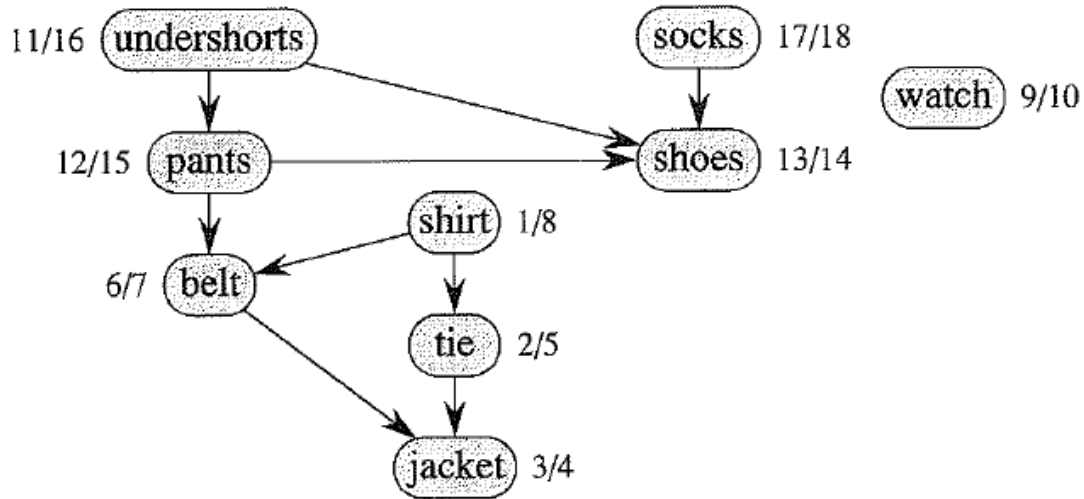 11/16 undershorts
socks 17/18
watch 9/10
12/15 pants
shoes 13/14
shirt 1/8
6/7 belt
tie 2/5
jacket 3/4